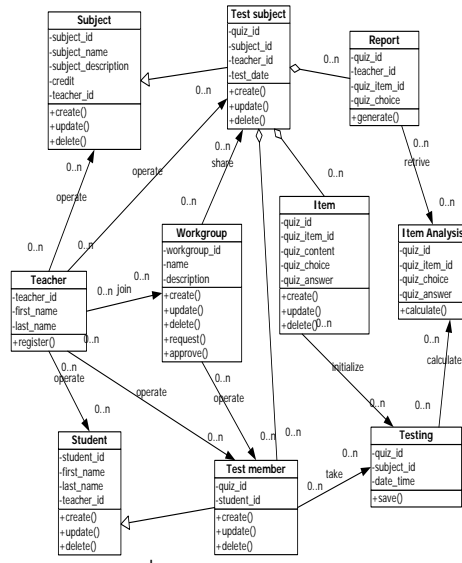 Subject
-subject_id
-subject_name
-subject_description
-credit
-teacher_id
+create()
+update()
+delete()
Test subject
-quiz_id
-subject_id
-teacher_id
-test_date
+create()
+update()
+delete()
Report
-quiz_id
-teacher_id
-quiz_item_id
-quiz_choice
+generate()
0..n
0..n
0..n
0..n
0..n
operate
operate
share
retrive
0..n
0..n
0..n
0..n
Workgroup
-workgroup_id
-name
-description
+create()
+update()
+delete()
+request()
+approve()
Item
-quiz_id
-quiz_item_id
-quiz_content
-quiz_choice
-quiz_answer
+create()
+update()
+delete()
0..n
Item Analysis
-quiz_id
-quiz_item_id
-quiz_choice
-quiz_answer
+calculate()
Teacher
-teacher_id
-first_name
-last_name
+register()
0..n
join
0..n
0..n
0..n
0..n
0..n
operate
operate
operate
initialize
calculate
0..n
0..n
0..n
0..n
0..n
0..n
Student
-student_id
-first_name
-last_name
-teacher_id
+create()
+update()
+delete()
Test member
-quiz_id
-student_id
+create()
+update()
+delete()
take
0..n
0..n
Testing
-quiz_id
-subject_id
-date_time
+save()